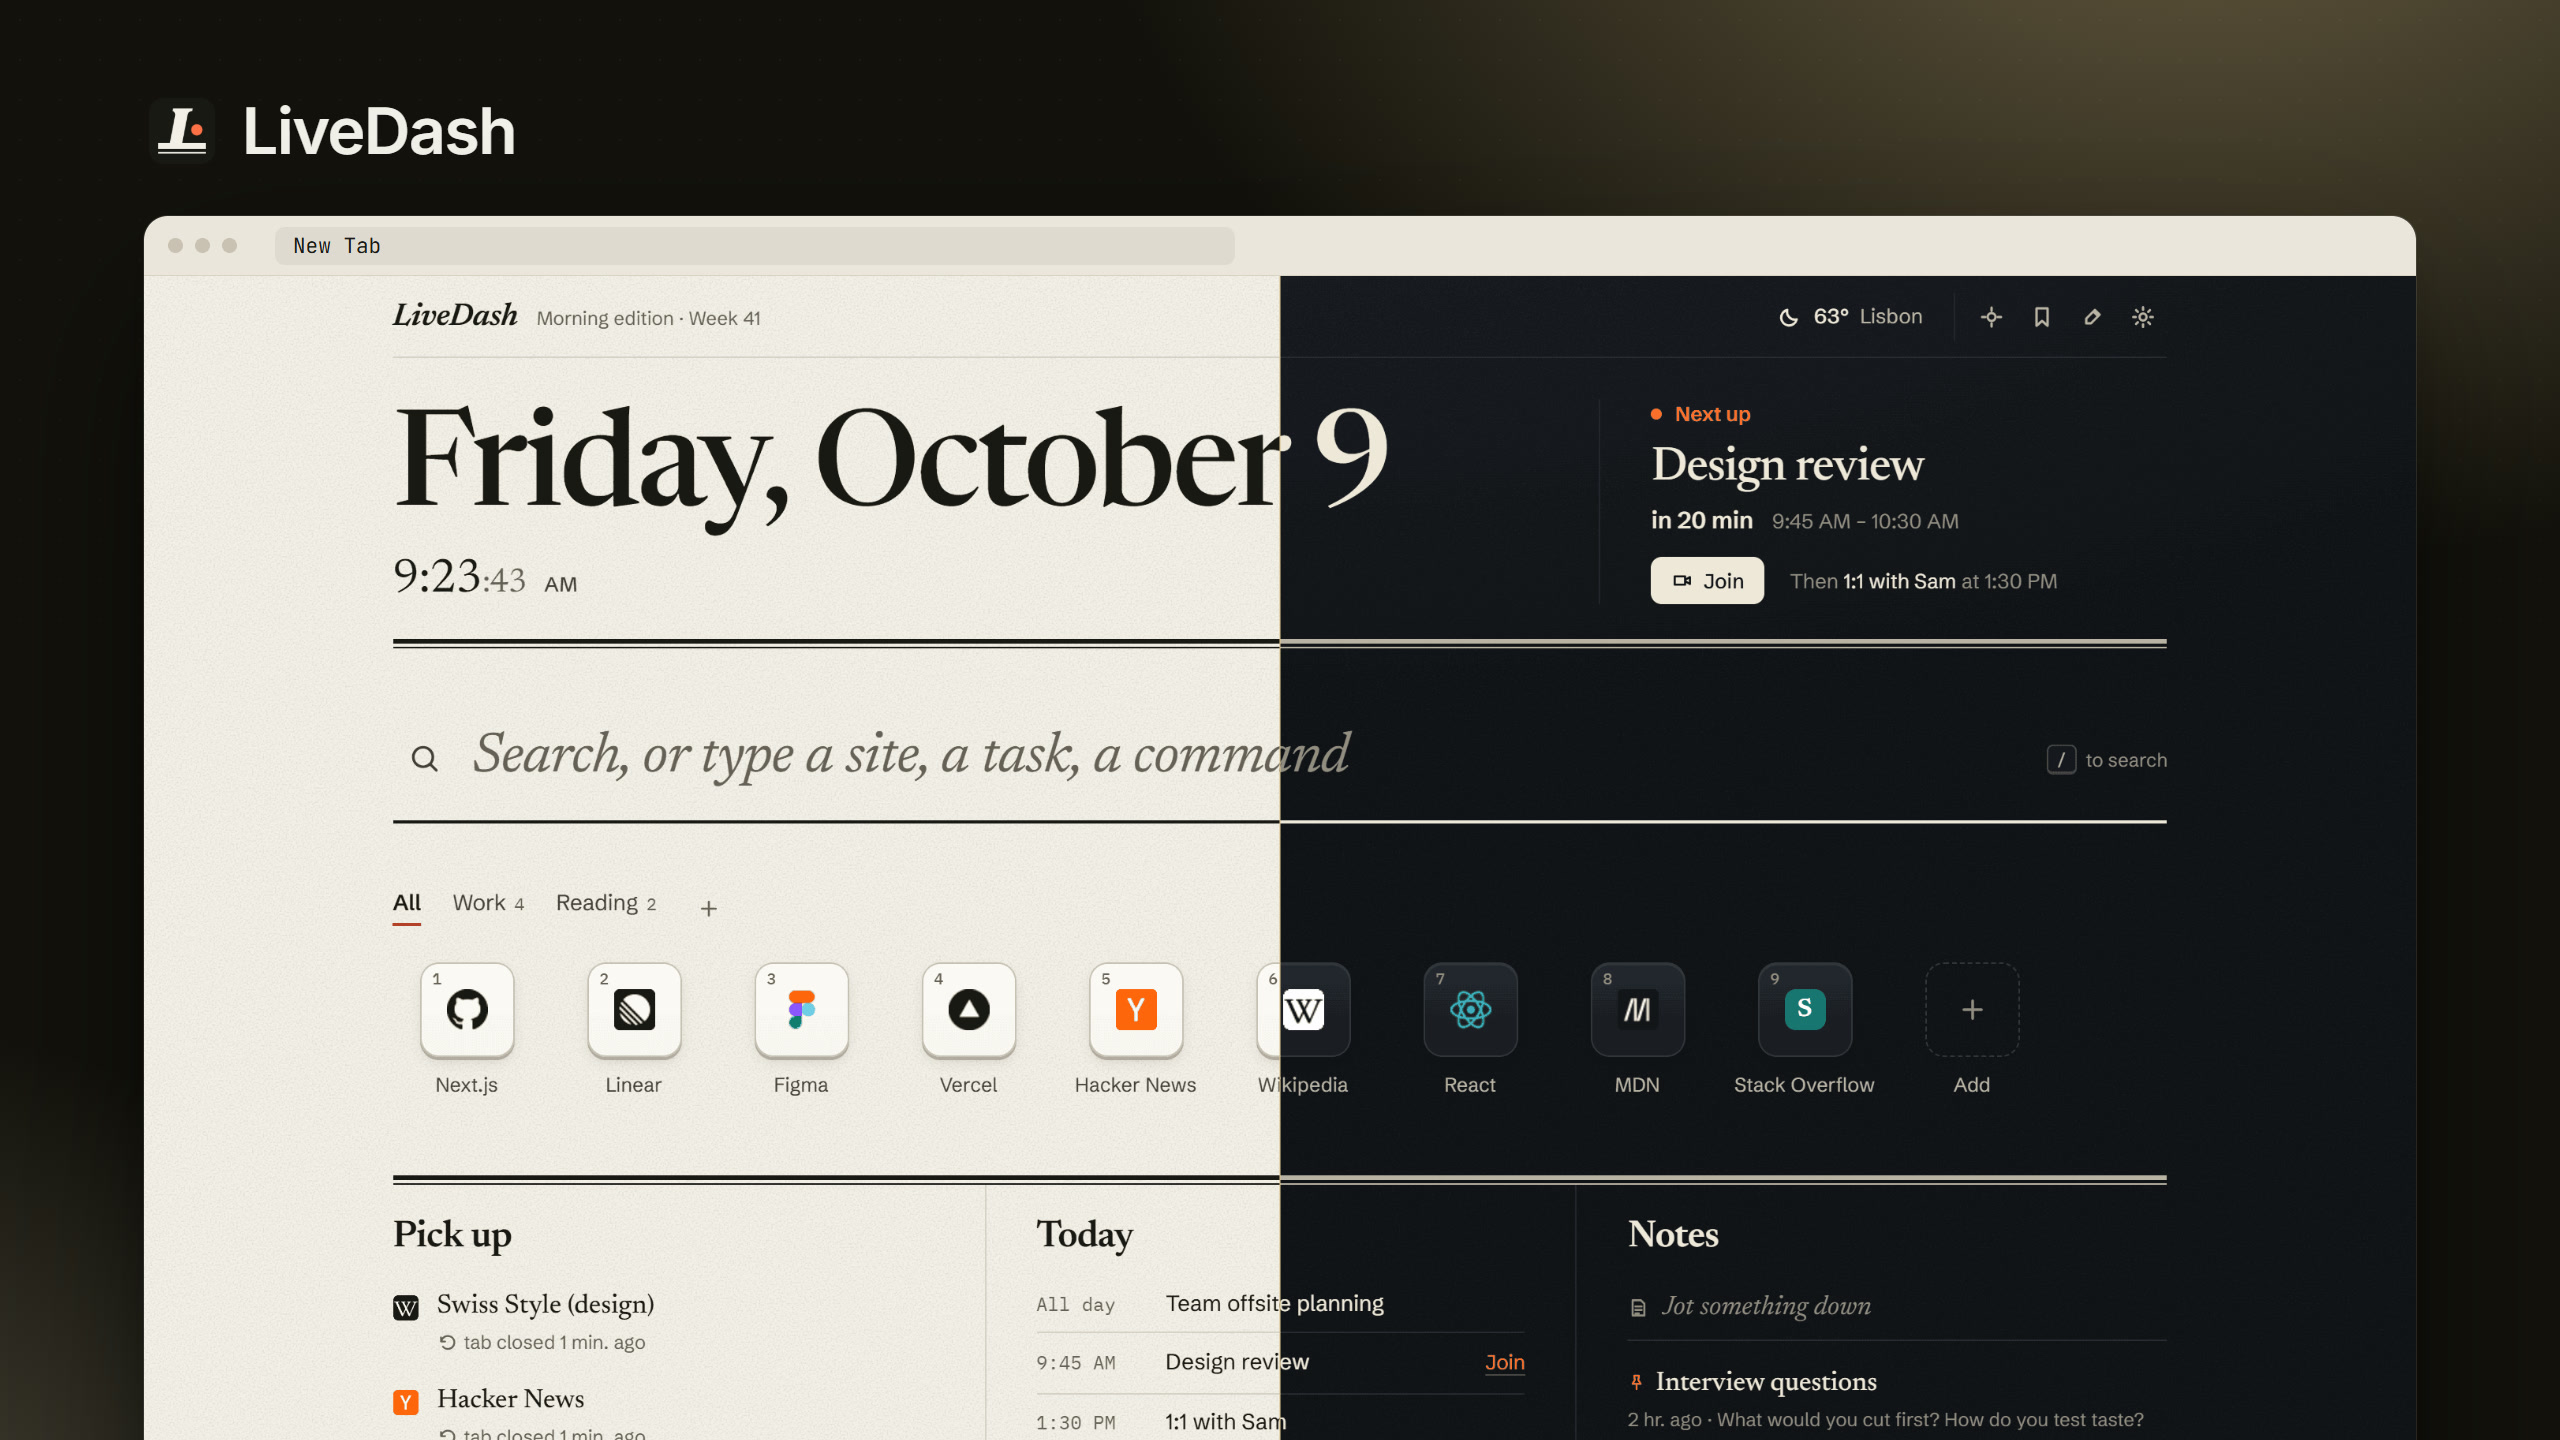 LiveDash
New Tab
LiveDash Morning edition · Week 41
63° Lisbon
Friday, October 9
9:23:43 AM
Next up
Design review
in 20 min 9:45 AM – 10:30 AM
Join Then 1:1 with Sam at 1:30 PM
Search, or type a site, a task, a command
/ to search
All Work 4 Reading 2 +
1 2 3 4 5 6 7 8 9
Next.js Linear Figma Vercel Hacker News Wikipedia React MDN Stack Overflow Add
Pick up
Swiss Style (design)
tab closed 1 min. ago
Hacker News
tab closed 1 min. ago
Today
All day Team offsite planning
9:45 AM Design review Join
1:30 PM 1:1 with Sam
Notes
Jot something down
Interview questions
2 hr. ago · What would you cut first? How do you test taste?